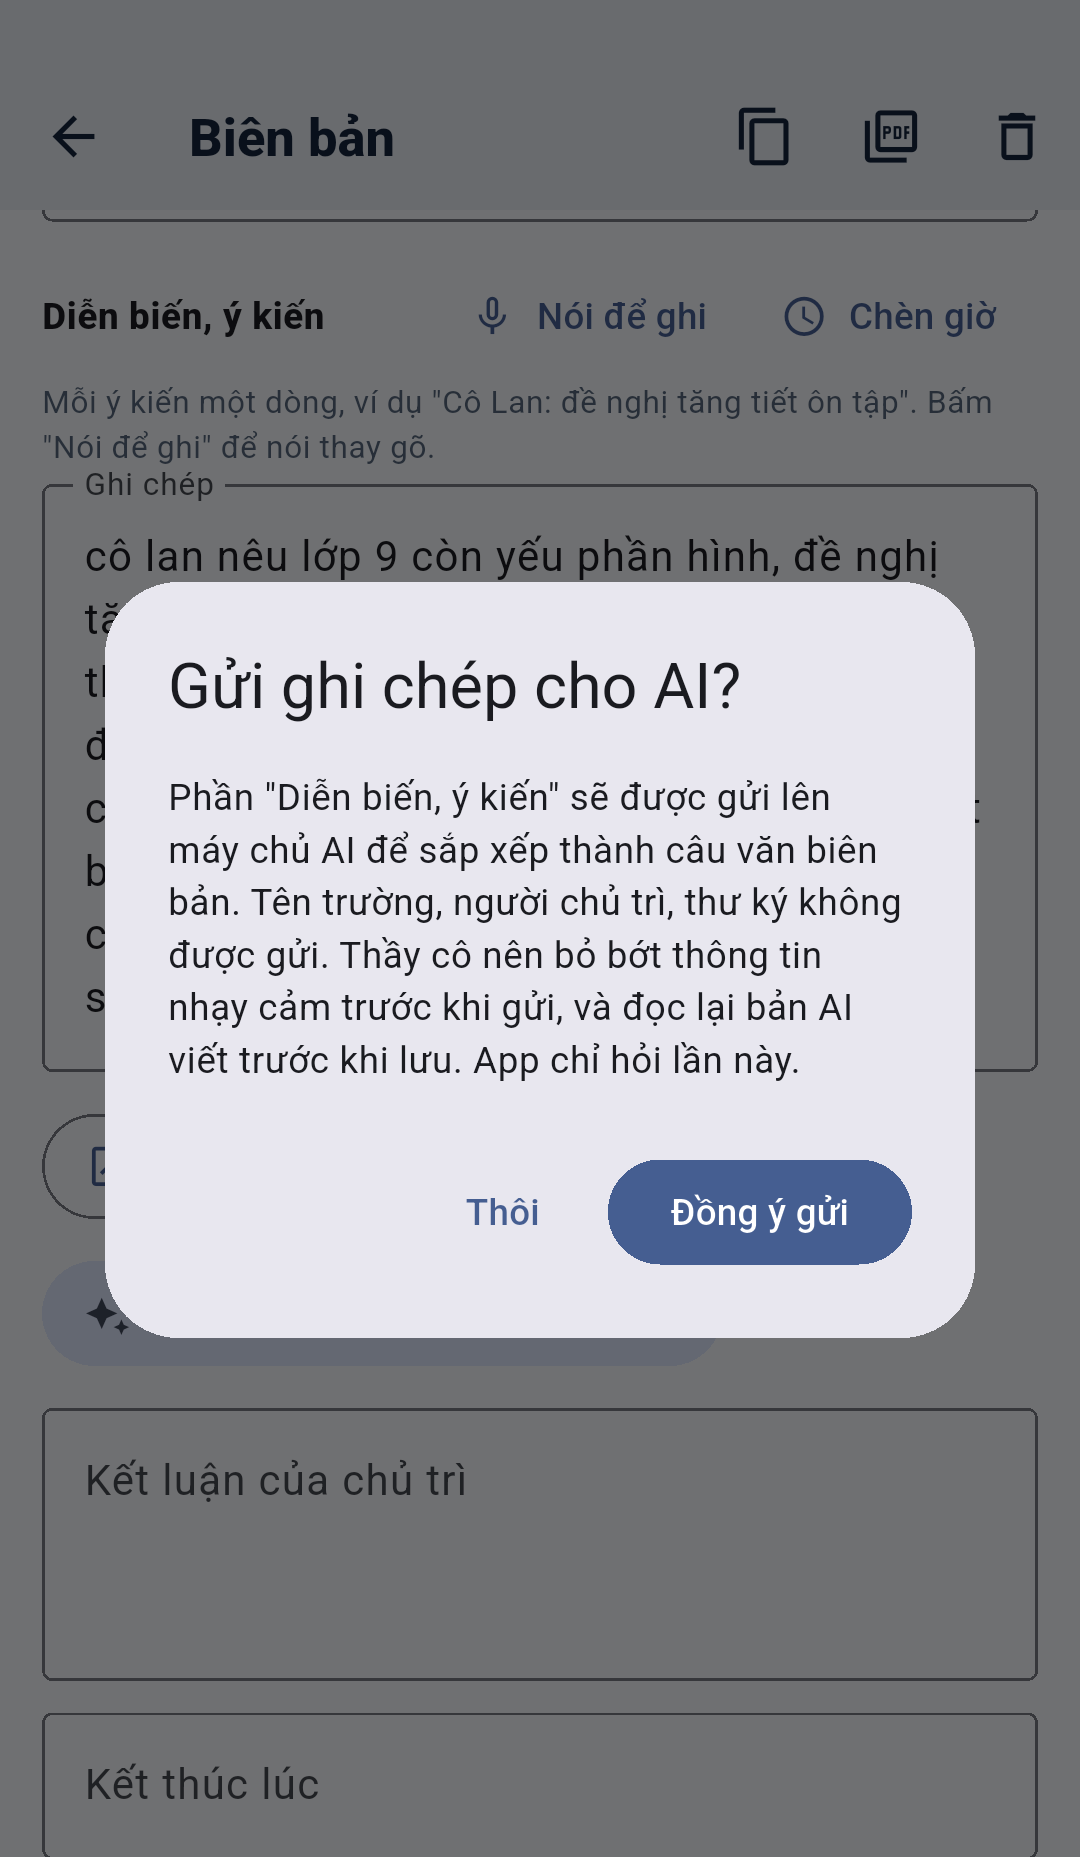 Biên bản
PDF
Diễn biến, ý kiến
Nói để ghi
Chèn giờ
Mỗi ý kiến một dòng, ví dụ "Cô Lan: đề nghị tăng tiết ôn tập". Bấm
"Nói để ghi" để nói thay gõ.
Ghi chép
cô lan nêu lớp 9 còn yếu phần hình, đề nghị
Gửi ghi chép cho AI?
Phần "Diễn biến, ý kiến" sẽ được gửi lên
máy chủ AI để sắp xếp thành câu văn biên
bản. Tên trường, người chủ trì, thư ký không
được gửi. Thầy cô nên bỏ bớt thông tin
nhạy cảm trước khi gửi, và đọc lại bản AI
viết trước khi lưu. App chỉ hỏi lần này.
Thôi
Đồng ý gửi
Kết luận của chủ trì
Kết thúc lúc